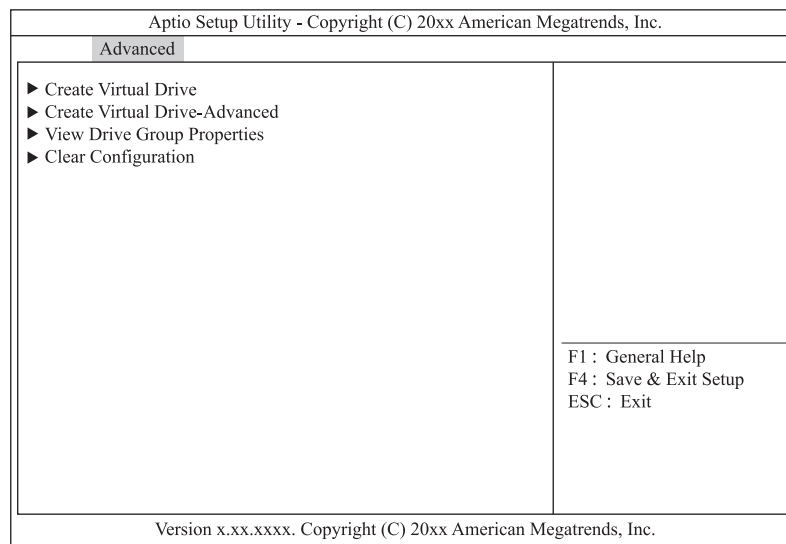 Aptio Setup Utility - Copyright (C) 20xx American Megatrends, Inc.
Advanced
▶ Create Virtual Drive
▶ Create Virtual Drive-Advanced
▶ View Drive Group Properties
▶ Clear Configuration
F1 : General Help
F4 : Save & Exit Setup
ESC : Exit
Version x.xx.xxxx. Copyright (C) 20xx American Megatrends, Inc.